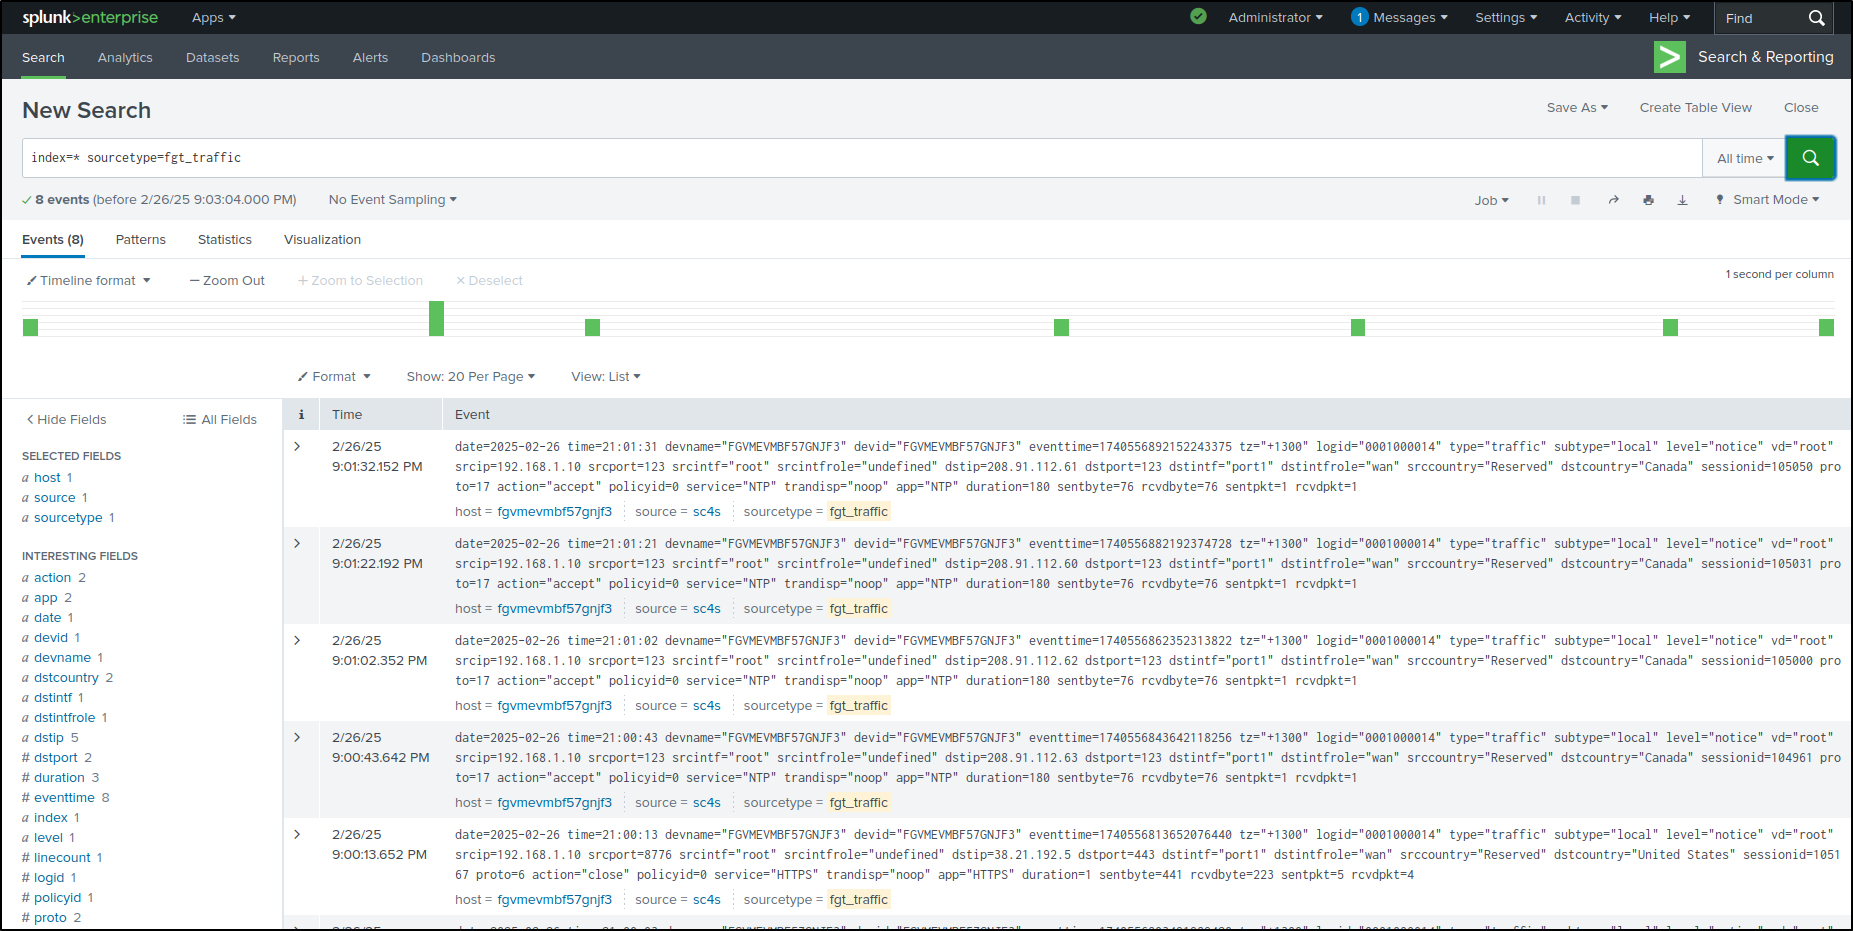 splunk>enterprise Apps Administrator 1 Messages Settings Activity Help Find
Search Analytics Datasets Reports Alerts Dashboards Search & Reporting
New Search Save As Create Table View Close
index=* sourcetype=fgt_traffic All time
8 events (before 2/26/25 9:03:04.000 PM) No Event Sampling Job Smart Mode
Events (8) Patterns Statistics Visualization
Timeline format Zoom Out Zoom to Selection Deselect 1 second per column
Format Show: 20 Per Page View: List
Hide Fields All Fields
SELECTED FIELDS
a host 1
a source 1
a sourcetype 1
INTERESTING FIELDS
a action 2
a app 2
a date 1
a devid 1
a devname 1
a dstcountry 2
a dstintf 1
a dstintfrole 1
a dstip 5
# dstport 2
# duration 3
# eventtime 8
a index 1
a level 1
# linecount 1
# logid 1
# policyid 1
# proto 2
i Time Event
2/26/25
9:01:32.152 PM
date=2025-02-26 time=21:01:31 devname="FGVMEVMBF57GNJF3" devid="FGVMEVMBF57GNJF3" eventtime=1740556892152243375 tz="+1300" logid="0001000014" type="traffic" subtype="local" level="notice" vd="root"
srcip=192.168.1.10 srcport=123 srcintf="root" srcintfrole="undefined" dstip=208.91.112.61 dstport=123 dstintf="port1" dstintfrole="wan" srccountry="Reserved" dstcountry="Canada" sessionid=105050 pro
to=17 action="accept" policyid=0 service="NTP" trandisp="noop" app="NTP" duration=180 sentbyte=76 rcvdbyte=76 sentpkt=1 rcvdpkt=1
host = fgvmevmbf57gnjf3 source = sc4s sourcetype = fgt_traffic
2/26/25
9:01:22.192 PM
date=2025-02-26 time=21:01:21 devname="FGVMEVMBF57GNJF3" devid="FGVMEVMBF57GNJF3" eventtime=1740556882192374728 tz="+1300" logid="0001000014" type="traffic" subtype="local" level="notice" vd="root"
srcip=192.168.1.10 srcport=123 srcintf="root" srcintfrole="undefined" dstip=208.91.112.60 dstport=123 dstintf="port1" dstintfrole="wan" srccountry="Reserved" dstcountry="Canada" sessionid=105031 pro
to=17 action="accept" policyid=0 service="NTP" trandisp="noop" app="NTP" duration=180 sentbyte=76 rcvdbyte=76 sentpkt=1 rcvdpkt=1
host = fgvmevmbf57gnjf3 source = sc4s sourcetype = fgt_traffic
2/26/25
9:01:02.352 PM
date=2025-02-26 time=21:01:02 devname="FGVMEVMBF57GNJF3" devid="FGVMEVMBF57GNJF3" eventtime=1740556862352313822 tz="+1300" logid="0001000014" type="traffic" subtype="local" level="notice" vd="root"
srcip=192.168.1.10 srcport=123 srcintf="root" srcintfrole="undefined" dstip=208.91.112.62 dstport=123 dstintf="port1" dstintfrole="wan" srccountry="Reserved" dstcountry="Canada" sessionid=105000 pro
to=17 action="accept" policyid=0 service="NTP" trandisp="noop" app="NTP" duration=180 sentbyte=76 rcvdbyte=76 sentpkt=1 rcvdpkt=1
host = fgvmevmbf57gnjf3 source = sc4s sourcetype = fgt_traffic
2/26/25
9:00:43.642 PM
date=2025-02-26 time=21:00:43 devname="FGVMEVMBF57GNJF3" devid="FGVMEVMBF57GNJF3" eventtime=1740556843642118256 tz="+1300" logid="0001000014" type="traffic" subtype="local" level="notice" vd="root"
srcip=192.168.1.10 srcport=123 srcintf="root" srcintfrole="undefined" dstip=208.91.112.63 dstport=123 dstintf="port1" dstintfrole="wan" srccountry="Reserved" dstcountry="Canada" sessionid=104961 pro
to=17 action="accept" policyid=0 service="NTP" trandisp="noop" app="NTP" duration=180 sentbyte=76 rcvdbyte=76 sentpkt=1 rcvdpkt=1
host = fgvmevmbf57gnjf3 source = sc4s sourcetype = fgt_traffic
2/26/25
9:00:13.652 PM
date=2025-02-26 time=21:00:13 devname="FGVMEVMBF57GNJF3" devid="FGVMEVMBF57GNJF3" eventtime=1740556813652076440 tz="+1300" logid="0001000014" type="traffic" subtype="local" level="notice" vd="root"
srcip=192.168.1.10 srcport=8776 srcintf="root" srcintfrole="undefined" dstip=38.21.192.5 dstport=443 dstintf="port1" dstintfrole="wan" srccountry="Reserved" dstcountry="United States" sessionid=1051
67 proto=6 action="close" policyid=0 service="HTTPS" trandisp="noop" app="HTTPS" duration=1 sentbyte=441 rcvdbyte=223 sentpkt=5 rcvdpkt=4
host = fgvmevmbf57gnjf3 source = sc4s sourcetype = fgt_traffic